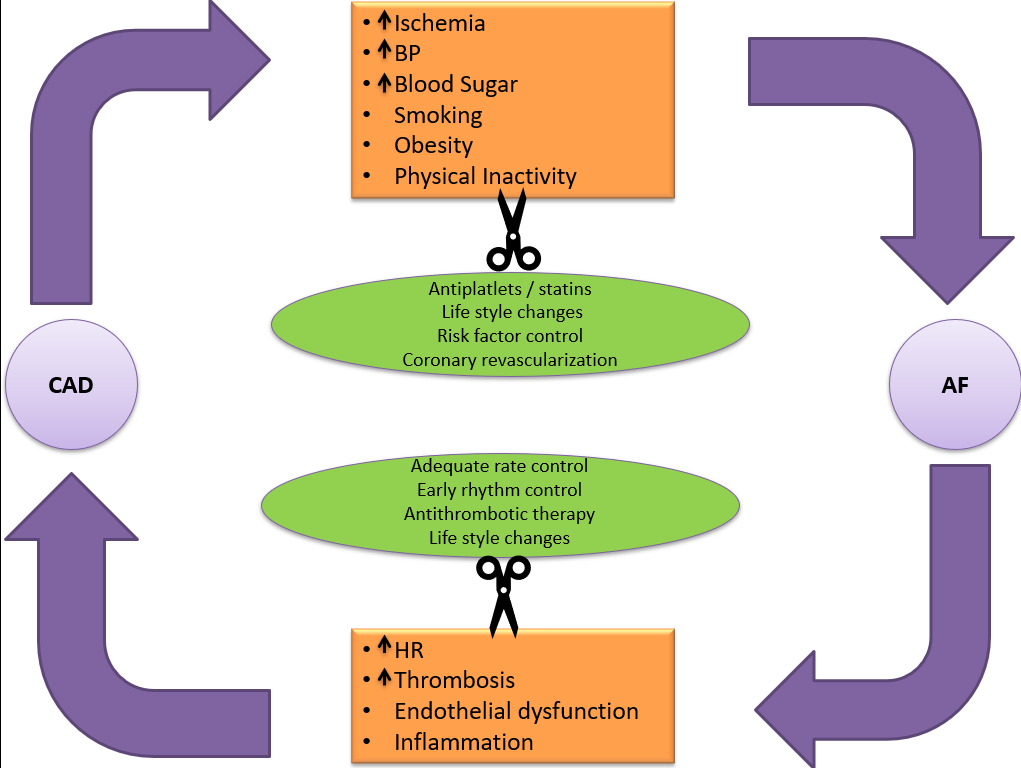 • ↑Ischemia
• ↑BP
• ↑Blood Sugar
• Smoking
• Obesity
• Physical Inactivity
Antiplatlets / statins
Life style changes
Risk factor control
Coronary revascularization
CAD
AF
Adequate rate control
Early rhythm control
Antithrombotic therapy
Life style changes
• ↑HR
• ↑Thrombosis
• Endothelial dysfunction
• Inflammation